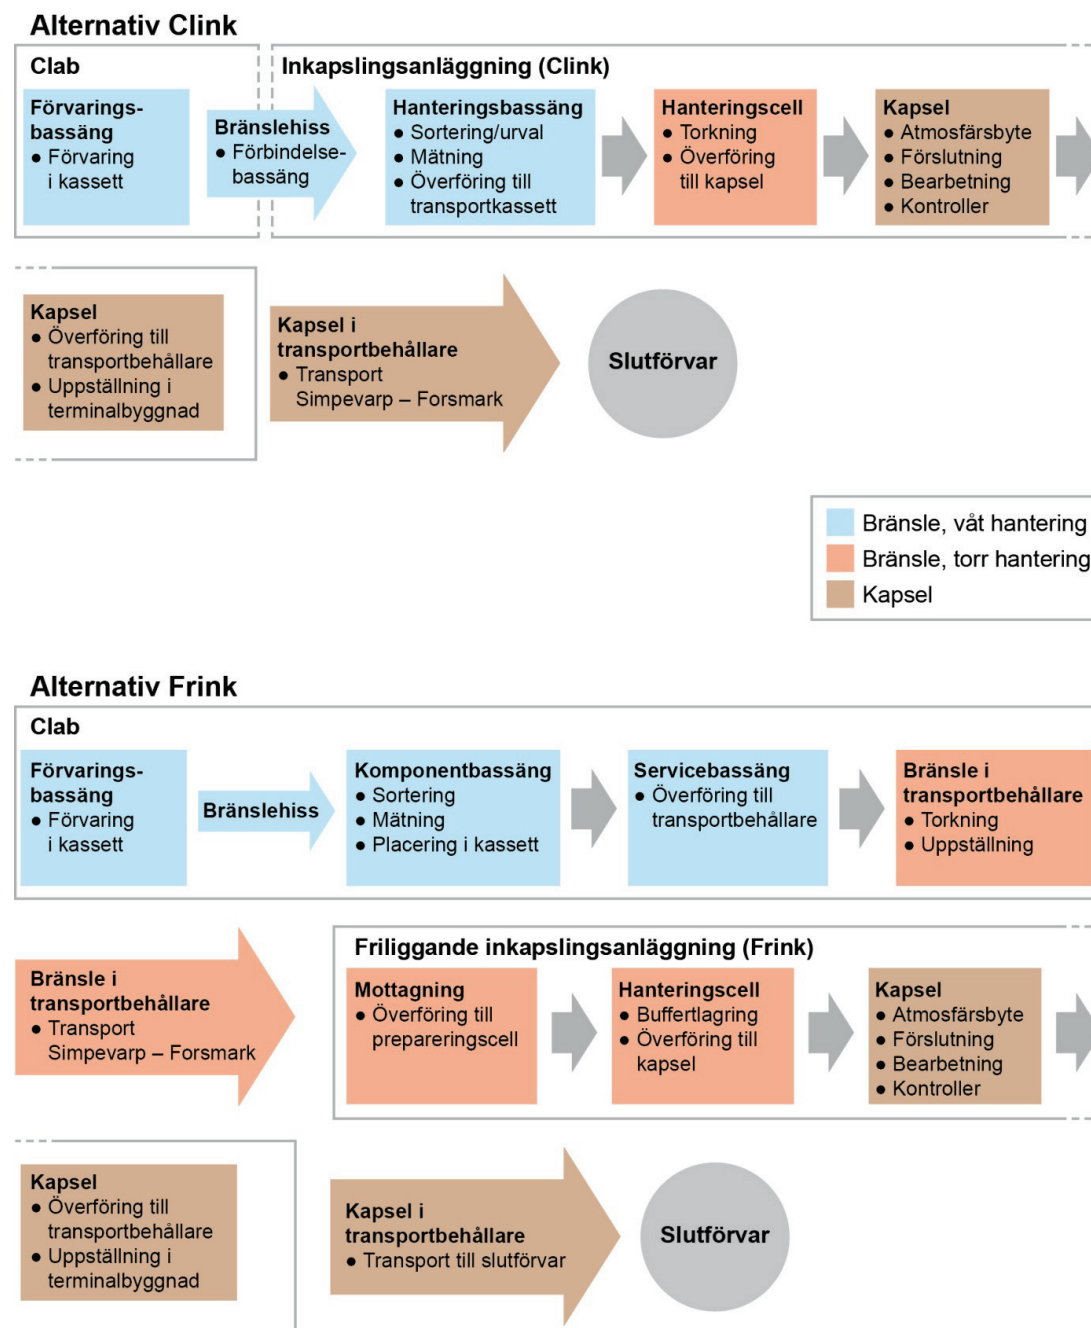 Alternativ Clink
Clab
Inkapslingsanläggning (Clink)
Förvarings-
bassäng
● Förvaring
i kassett
Bränslehiss
● Förbindelse-
bassäng
Hanteringsbassäng
● Sortering/urval
● Mätning
● Överföring till
transportkassett
Hanteringscell
● Torkning
● Överföring
till kapsel
Kapsel
● Atmosfärsbyte
● Förslutning
● Bearbetning
● Kontroller
Kapsel
● Överföring till
transportbehållare
● Uppställning i
terminalbyggnad
Kapsel i
transportbehållare
● Transport
Simpevarp – Forsmark
Slutförvar
Bränsle, våt hantering
Bränsle, torr hantering
Kapsel
Alternativ Frink
Clab
Förvarings-
bassäng
● Förvaring
i kassett
Bränslehiss
Komponentbassäng
● Sortering
● Mätning
● Placering i kassett
Servicebassäng
● Överföring till
transportbehållare
Bränsle i
transportbehållare
● Torkning
● Uppställning
Bränsle i
transportbehållare
● Transport
Simpevarp – Forsmark
Friliggande inkapslingsanläggning (Frink)
Mottagning
● Överföring till
prepareringscell
Hanteringscell
● Buffertlagring
● Överföring till
kapsel
Kapsel
● Atmosfärsbyte
● Förslutning
● Bearbetning
● Kontroller
Kapsel
● Överföring till
transportbehållare
● Uppställning i
terminalbyggnad
Kapsel i
transportbehållare
● Transport till slutförvar
Slutförvar